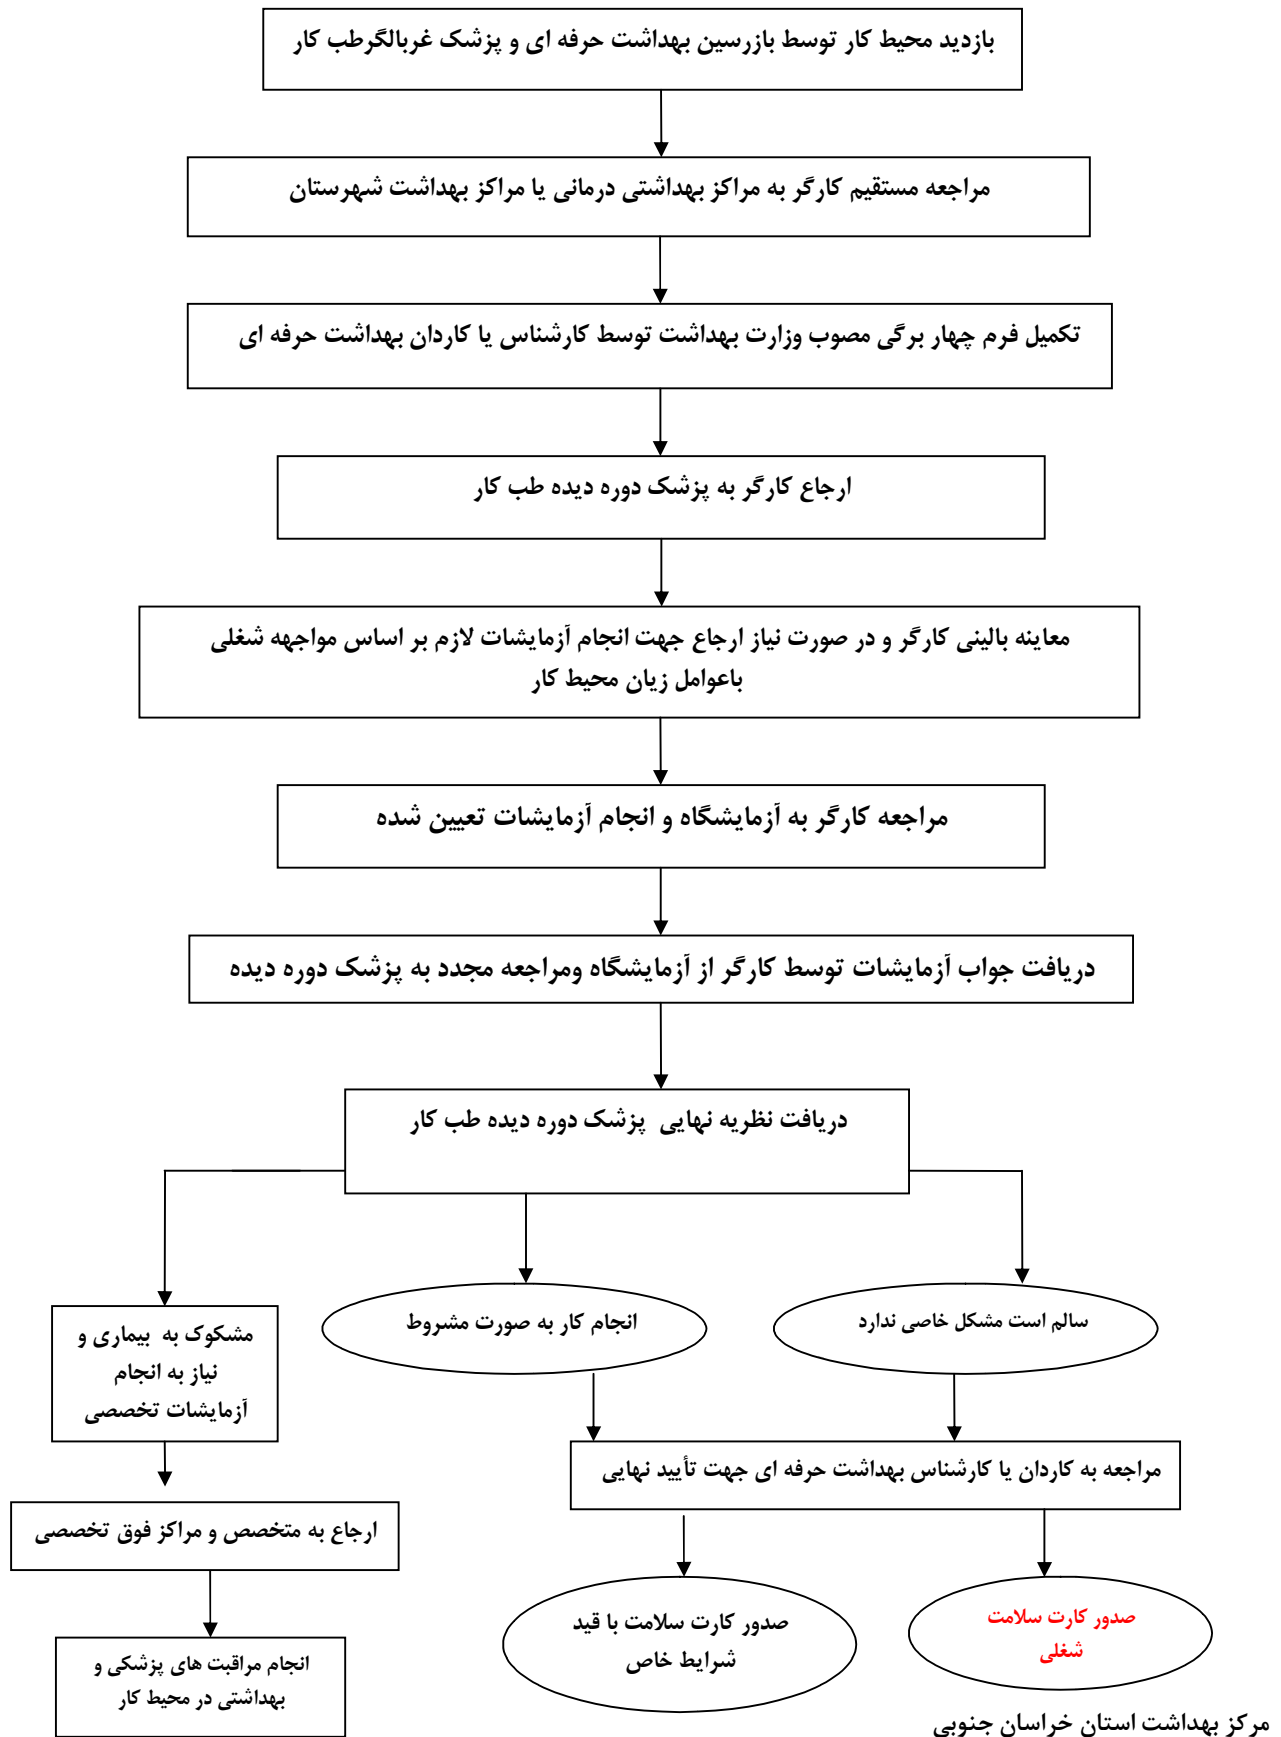 بازدید محیط کار توسط بازرسین بهداشت حرفه ای و پزشک غربالگرطب کار
مراجعه مستقیم کارگر به مراکز بهداشتی درمانی یا مراکز بهداشت شهرستان
تکمیل فرم چهار برگی مصوب وزارت بهداشت توسط کارشناس یا کاردان بهداشت حرفه ای
ارجاع کارگر به پزشک دوره دیده طب کار
معاینه بالینی کارگر و در صورت نیاز ارجاع جهت انجام آزمایشات لازم بر اساس مواجهه شغلی
باعوامل زیان محیط کار
مراجعه کارگر به آزمایشگاه و انجام آزمایشات تعیین شده
دریافت جواب آزمایشات توسط کارگر از آزمایشگاه ومراجعه مجدد به پزشک دوره دیده
دریافت نظریه نهایی پزشک دوره دیده طب کار
سالم است مشکل خاصی ندارد
انجام کار به صورت مشروط
مشکوک به بیماری و
نیاز به انجام
آزمایشات تخصصی
مراجعه به کاردان یا کارشناس بهداشت حرفه ای جهت تأیید نهایی
ارجاع به متخصص و مراکز فوق تخصصی
صدور کارت سلامت
شغلی
صدور کارت سلامت با قید
شرایط خاص
انجام مراقبت های پزشکی و
بهداشتی در محیط کار
مرکز بهداشت استان خراسان جنوبی